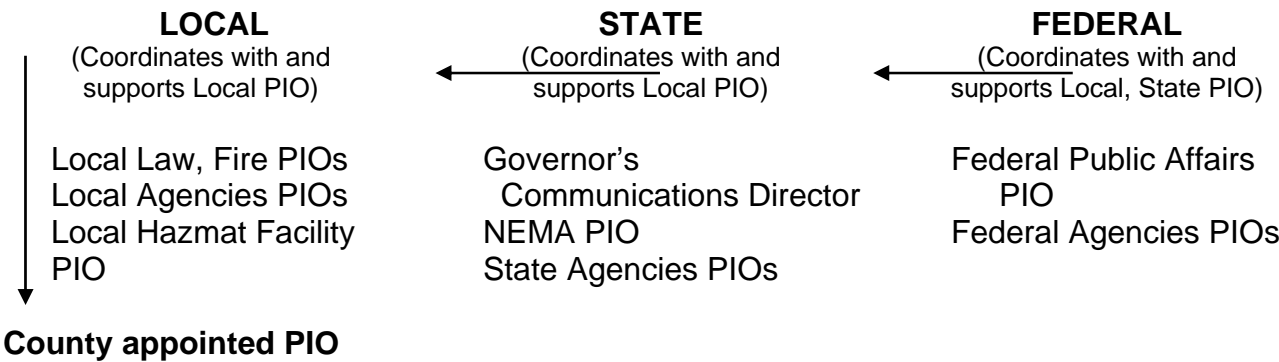 LOCAL
(Coordinates with and
supports Local PIO)
Local Law, Fire PIOs
Local Agencies PIOs
Local Hazmat Facility
PIO
County appointed PIO
STATE
(Coordinates with and
supports Local PIO)
Governor's
Communications Director
NEMA PIO
State Agencies PIOs
FEDERAL
(Coordinates with and
supports Local, State PIO)
Federal Public Affairs
PIO
Federal Agencies PIOs